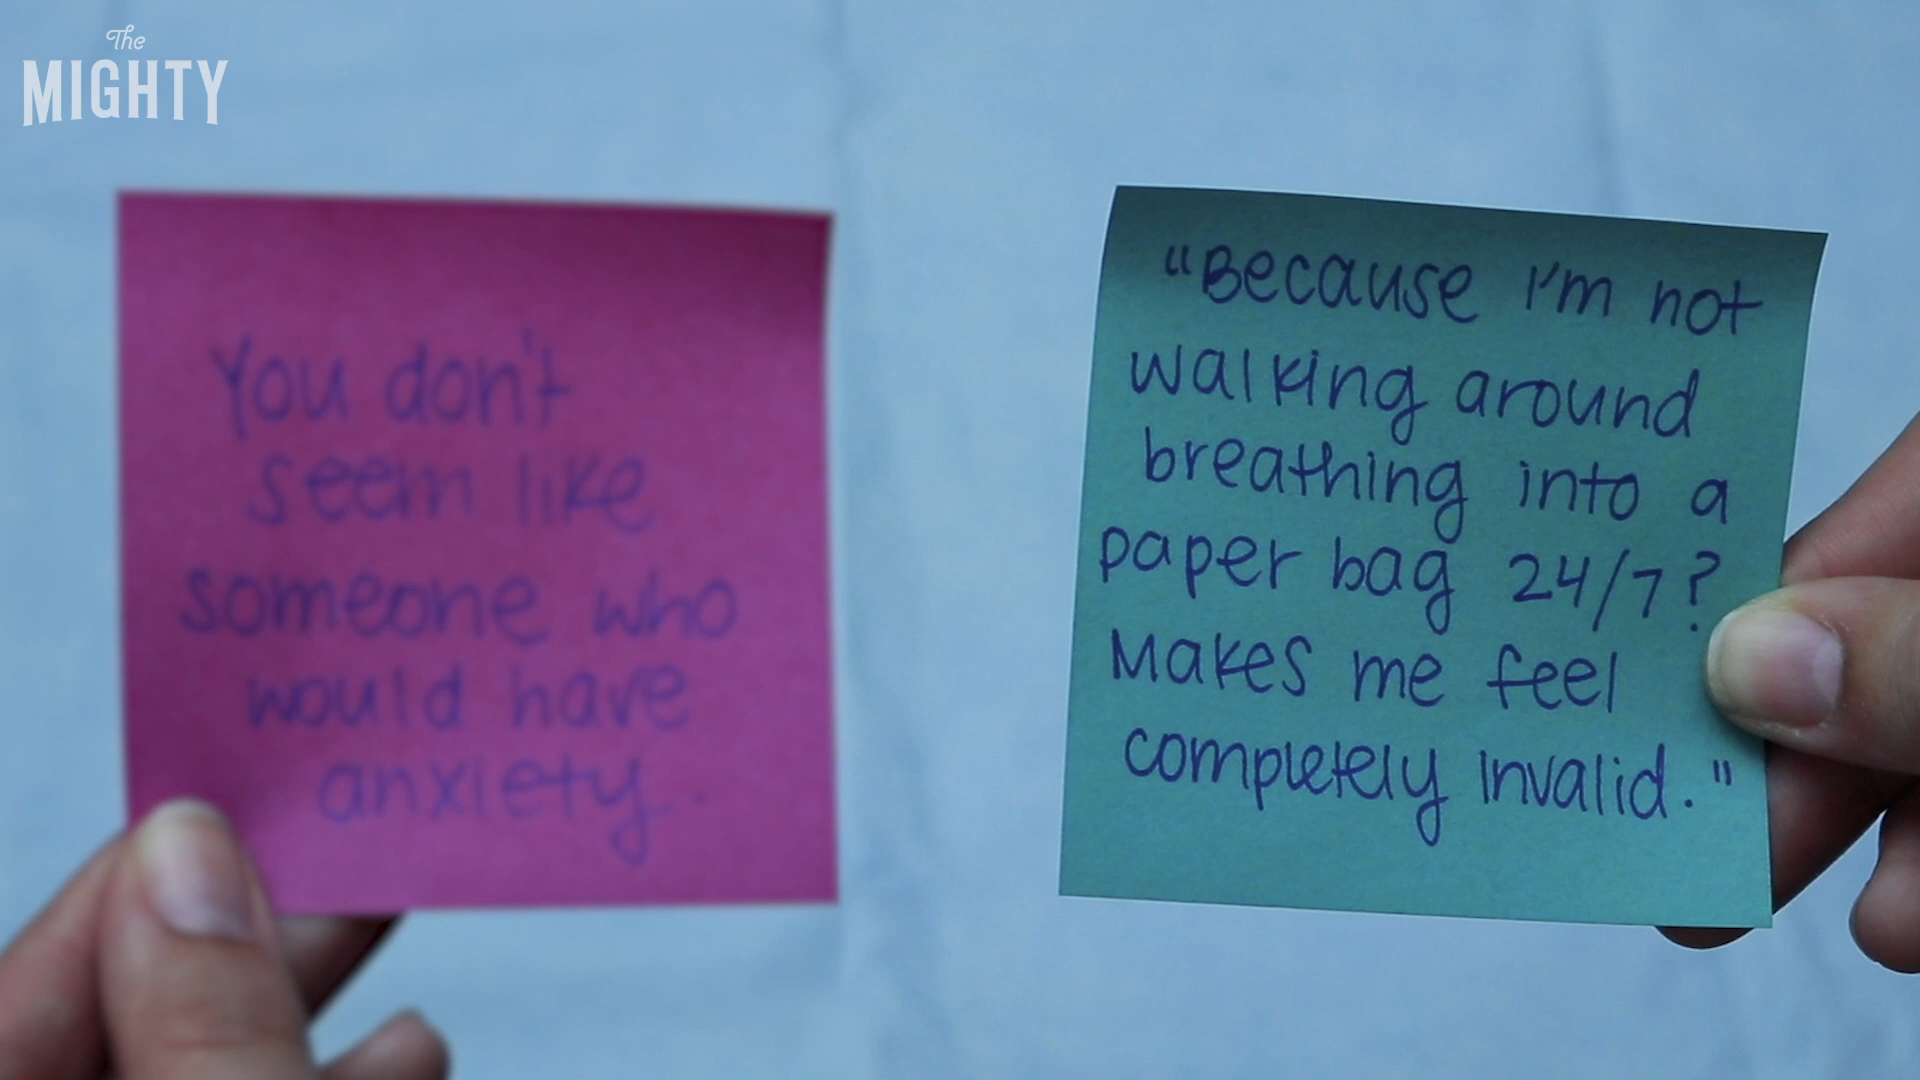 The
MIGHTY
You don't
seem like
someone who
would have
anxiety.
"Because I'm not
walking around
breathing into a
paper bag 24/7?
Makes me feel
completely invalid."